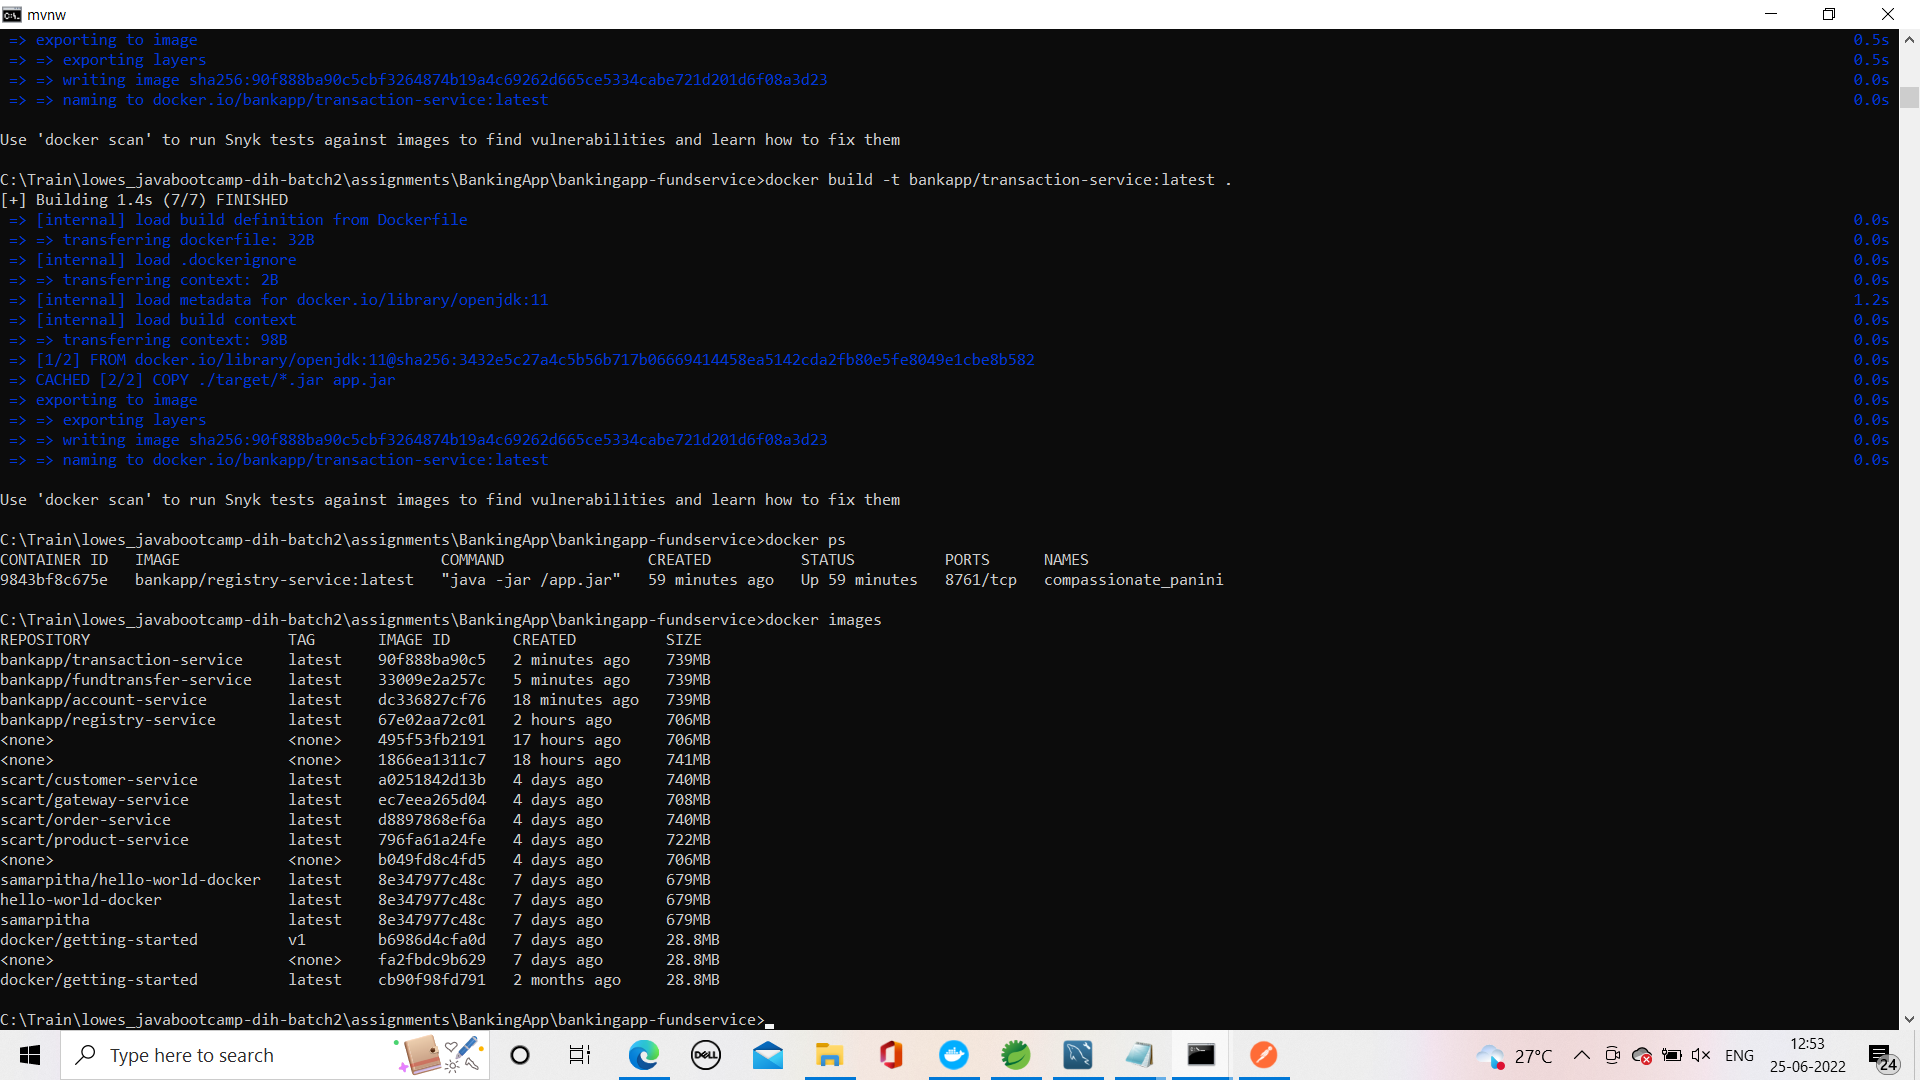 mvnw
=> exporting to image 0.5s
=> => exporting layers 0.5s
=> => writing image sha256:90f888ba90c5cbf3264874b19a4c69262d665ce5334cabe721d201d6f08a3d23 0.0s
=> => naming to docker.io/bankapp/transaction-service:latest 0.0s
Use 'docker scan' to run Snyk tests against images to find vulnerabilities and learn how to fix them
C:\Train\lowes_javabootcamp-dih-batch2\assignments\BankingApp\bankingapp-fundservice>docker build -t bankapp/transaction-service:latest .
[+] Building 1.4s (7/7) FINISHED
=> [internal] load build definition from Dockerfile 0.0s
=> => transferring dockerfile: 32B 0.0s
=> [internal] load .dockerignore 0.0s
=> => transferring context: 2B 0.0s
=> [internal] load metadata for docker.io/library/openjdk:11 1.2s
=> [internal] load build context 0.0s
=> => transferring context: 98B 0.0s
=> [1/2] FROM docker.io/library/openjdk:11@sha256:3432e5c27a4c5b56b717b06669414458ea5142cda2fb80e5fe8049e1cbe8b582 0.0s
=> CACHED [2/2] COPY ./target/*.jar app.jar 0.0s
=> exporting to image 0.0s
=> => exporting layers 0.0s
=> => writing image sha256:90f888ba90c5cbf3264874b19a4c69262d665ce5334cabe721d201d6f08a3d23 0.0s
=> => naming to docker.io/bankapp/transaction-service:latest 0.0s
Use 'docker scan' to run Snyk tests against images to find vulnerabilities and learn how to fix them
C:\Train\lowes_javabootcamp-dih-batch2\assignments\BankingApp\bankingapp-fundservice>docker ps
CONTAINER ID IMAGE COMMAND CREATED STATUS PORTS NAMES
9843bf8c675e bankapp/registry-service:latest "java -jar /app.jar" 59 minutes ago Up 59 minutes 8761/tcp compassionate_panini
C:\Train\lowes_javabootcamp-dih-batch2\assignments\BankingApp\bankingapp-fundservice>docker images
REPOSITORY TAG IMAGE ID CREATED SIZE
bankapp/transaction-service latest 90f888ba90c5 2 minutes ago 739MB
bankapp/fundtransfer-service latest 33009e2a257c 5 minutes ago 739MB
bankapp/account-service latest dc336827cf76 18 minutes ago 739MB
bankapp/registry-service latest 67e02aa72c01 2 hours ago 706MB
<none> <none> 495f53fb2191 17 hours ago 706MB
<none> <none> 1866ea1311c7 18 hours ago 741MB
scart/customer-service latest a0251842d13b 4 days ago 740MB
scart/gateway-service latest ec7eea265d04 4 days ago 708MB
scart/order-service latest d8897868ef6a 4 days ago 740MB
scart/product-service latest 796fa61a24fe 4 days ago 722MB
<none> <none> b049fd8c4fd5 4 days ago 706MB
samarpitha/hello-world-docker latest 8e347977c48c 7 days ago 679MB
hello-world-docker latest 8e347977c48c 7 days ago 679MB
samarpitha latest 8e347977c48c 7 days ago 679MB
docker/getting-started v1 b6986d4cfa0d 7 days ago 28.8MB
<none> <none> fa2fbdc9b629 7 days ago 28.8MB
docker/getting-started latest cb90f98fd791 2 months ago 28.8MB
C:\Train\lowes_javabootcamp-dih-batch2\assignments\BankingApp\bankingapp-fundservice>
Type here to search DELL 27°C ENG 12:53
25-06-2022 24